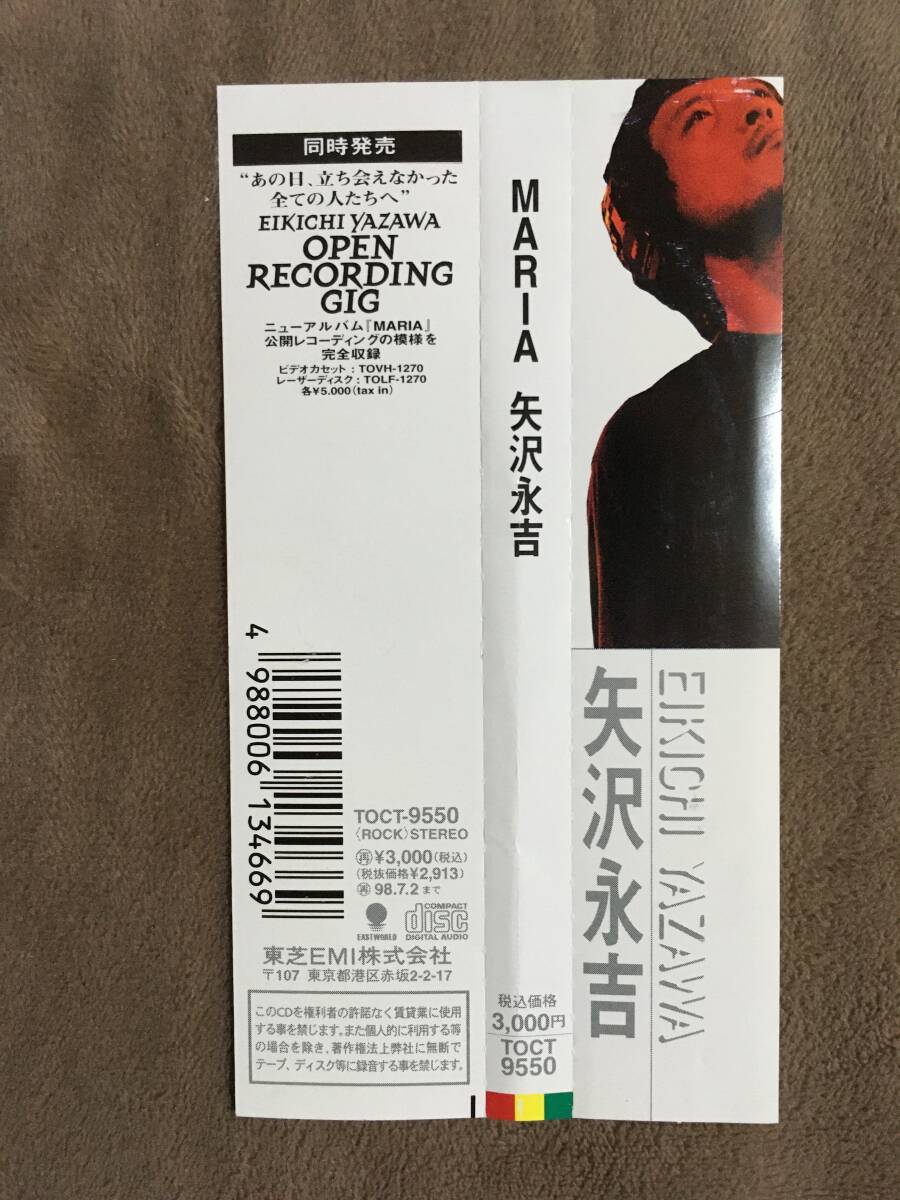 同時発売
“あの日、立ち会えなかった
全ての人たちへ”
EIKICHI YAZAWA
OPEN
RECORDING
GIG
ニューアルバム『MARIA』
公開レコーディングの模様を
完全収録
ビデオカセット：TOVH-1270
レーザーディスク：TOLF-1270
各¥5.000(tax in)
4 988006 134669
TOCT-9550
〈ROCK〉STEREO
㊢¥3,000(税込)
(税抜価格¥2,913)
98.7.2まで
EASTWORLD
COMPACT
disc
DIGITAL AUDIO
東芝EMI株式会社
〒107 東京都港区赤坂2-2-17
このCDを権利者の許諾なく賃貸業に使用
する事を禁じます。また個人的に利用する等
の場合を除き、著作権法上弊社に無断で
テープ、ディスク等に録音する事を禁じます。
MARIA 矢沢永吉
税込価格
3,000円
TOCT
9550
矢沢永吉
EIKICHI YAZAWA